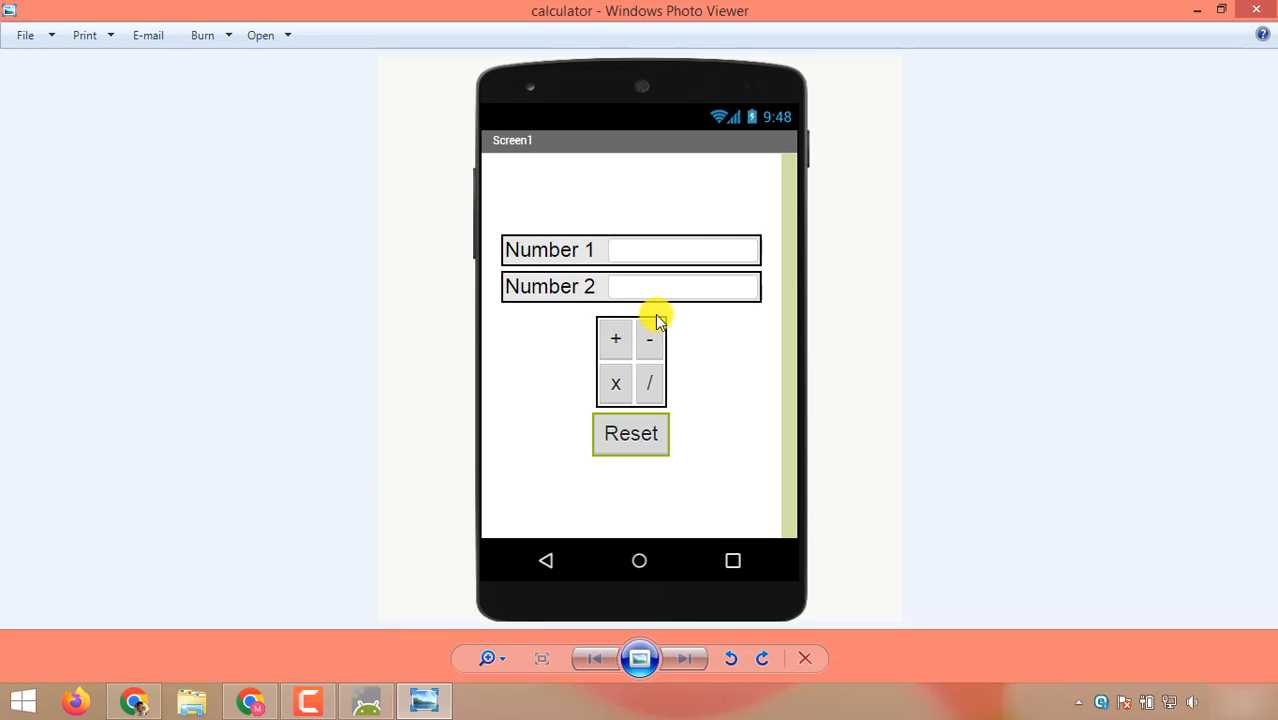 calculator - Windows Photo Viewer
File Print E-mail Burn Open
9:48
Screen1
Number 1
Number 2
+ -
x /
Reset